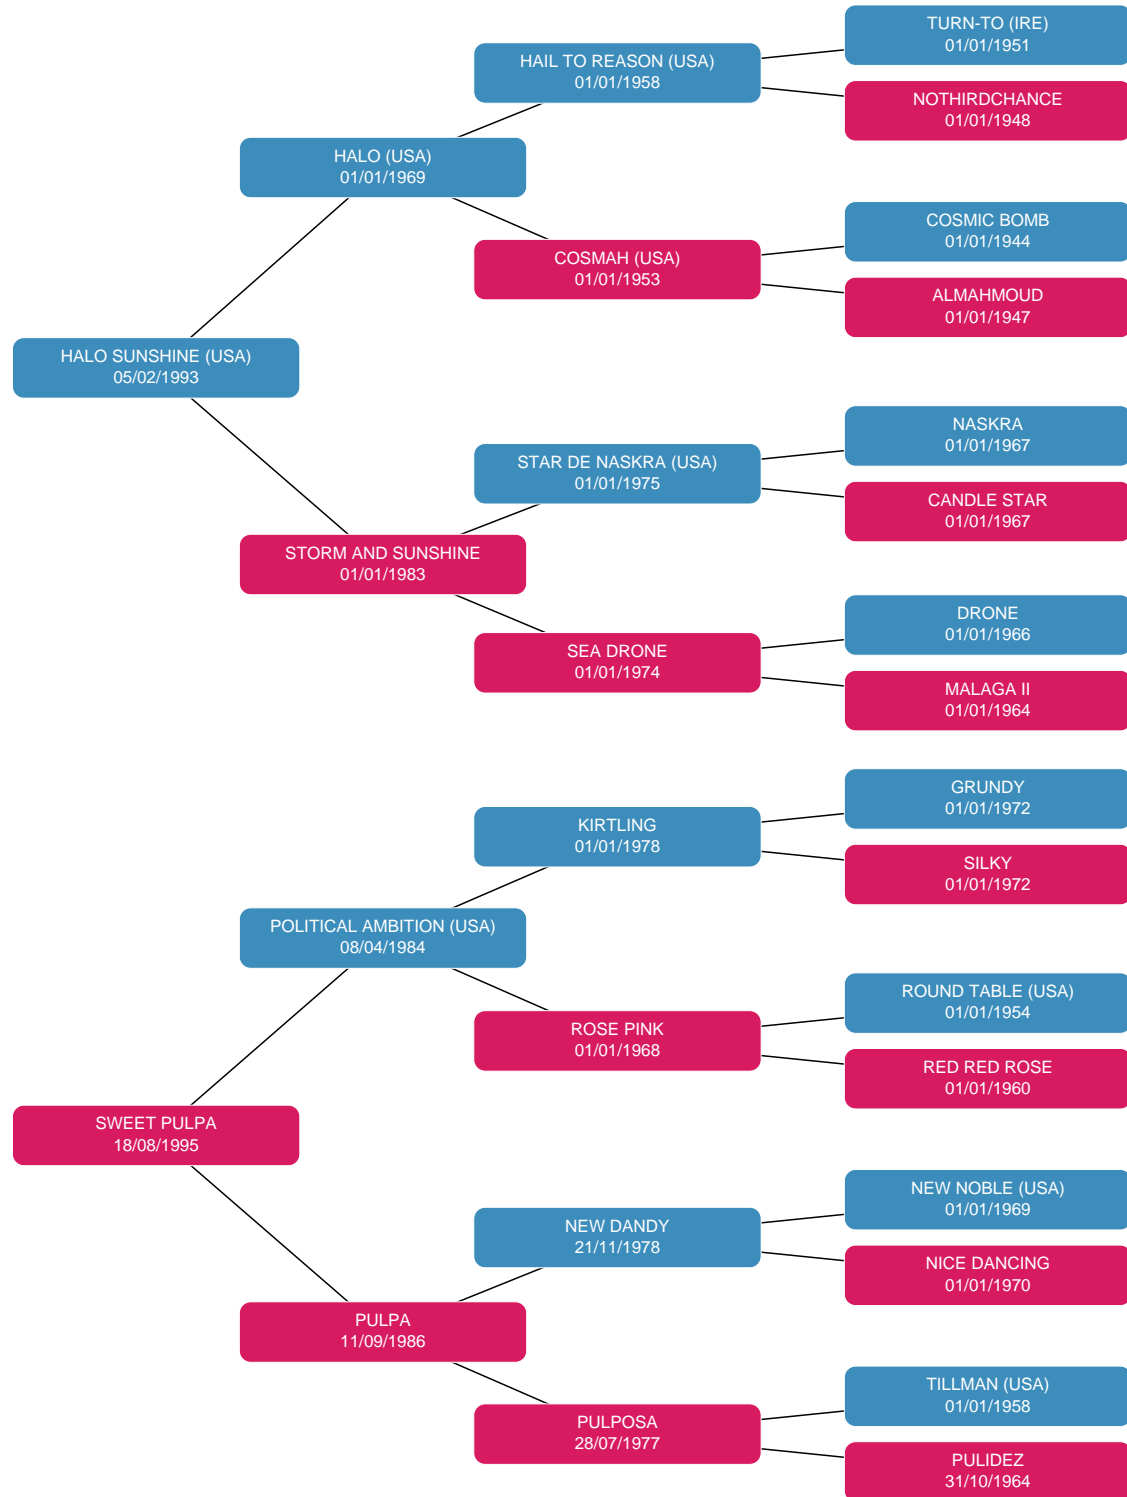 TURN-TO (IRE)
01/01/1951
HAIL TO REASON (USA)
01/01/1958
NOTHIRDCHANCE
01/01/1948
HALO (USA)
01/01/1969
COSMIC BOMB
01/01/1944
COSMAH (USA)
01/01/1953
ALMAHMOUD
01/01/1947
HALO SUNSHINE (USA)
05/02/1993
NASKRA
01/01/1967
STAR DE NASKRA (USA)
01/01/1975
CANDLE STAR
01/01/1967
STORM AND SUNSHINE
01/01/1983
DRONE
01/01/1966
SEA DRONE
01/01/1974
MALAGA II
01/01/1964
GRUNDY
01/01/1972
KIRTLING
01/01/1978
SILKY
01/01/1972
POLITICAL AMBITION (USA)
08/04/1984
ROUND TABLE (USA)
01/01/1954
ROSE PINK
01/01/1968
RED RED ROSE
01/01/1960
SWEET PULPA
18/08/1995
NEW NOBLE (USA)
01/01/1969
NEW DANDY
21/11/1978
NICE DANCING
01/01/1970
PULPA
11/09/1986
TILLMAN (USA)
01/01/1958
PULPOSA
28/07/1977
PULIDEZ
31/10/1964